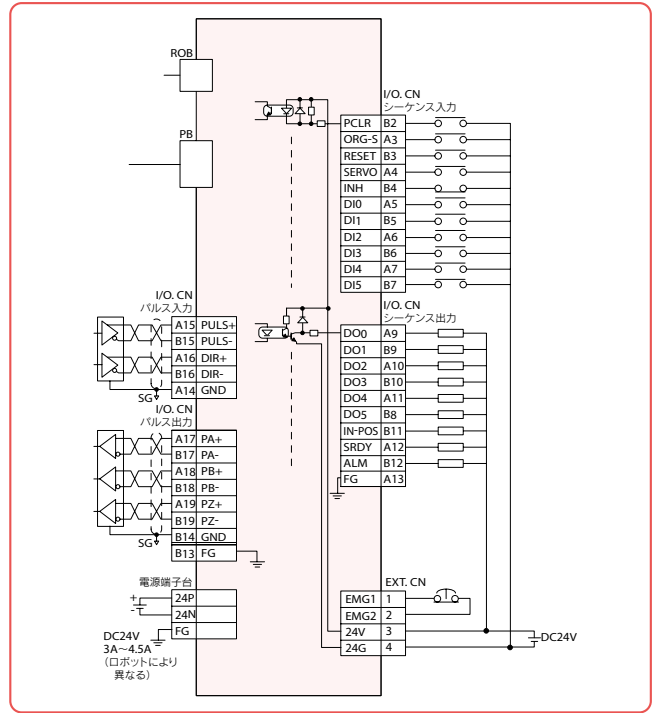 ROB
PB
I/O. CN
シーケンス入力
PCLR B2
ORG-S A3
RESET B3
SERVO A4
INH B4
DI0 A5
DI1 B5
DI2 A6
DI3 B6
DI4 A7
DI5 B7
I/O. CN
パルス入力
A15 PULS+
B15 PULS-
A16 DIR+
B16 DIR-
A14 GND
SG
I/O. CN
シーケンス出力
DO0 A9
DO1 B9
DO2 A10
DO3 B10
DO4 A11
DO5 B8
IN-POS B11
SRDY A12
ALM B12
FG A13
I/O. CN
パルス出力
A17 PA+
B17 PA-
A18 PB+
B18 PB-
A19 PZ+
B19 PZ-
B14 GND
SG
B13 FG
電源端子台
+ 24P
- 24N
FG
DC24V
3A～4.5A
（ロボットにより
異なる）
EXT. CN
EMG1 1
EMG2 2
24V 3
24G 4
DC24V